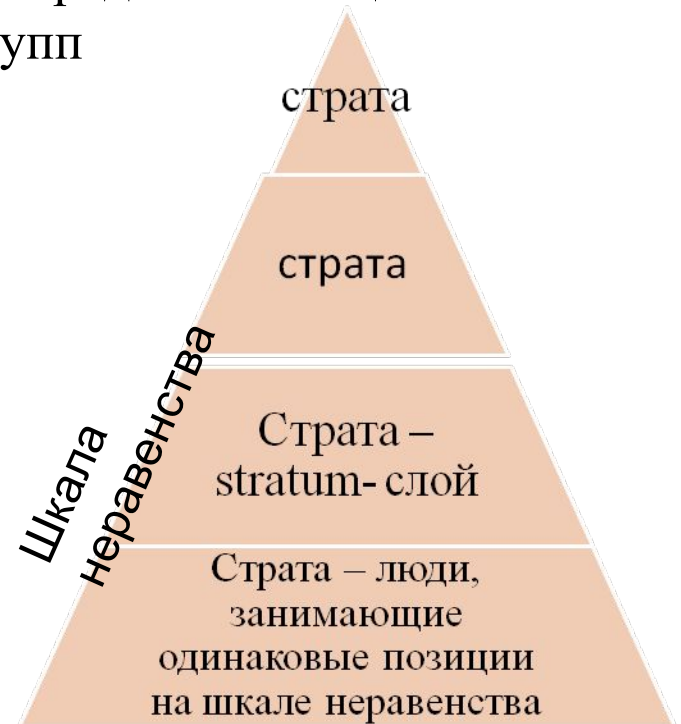 упп
страта
страта
Шкала
неравенства
Страта –
stratum- слой
Страта – люди,
занимающие
одинаковые позиции
на шкале неравенства